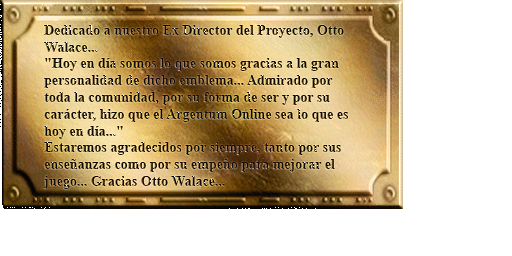 Dedicado a nuestro Ex Director del Proyecto, Otto
Walace...
"Hoy en día somos lo que somos gracias a la gran
personalidad de dicho emblema... Admirado por
toda la comunidad, por su forma de ser y por su
carácter, hizo que el Argentum Online sea lo que es
hoy en día..."
Estaremos agradecidos por siempre, tanto por sus
enseñanzas como por su empeño para mejorar el
juego... Gracias Otto Walace...